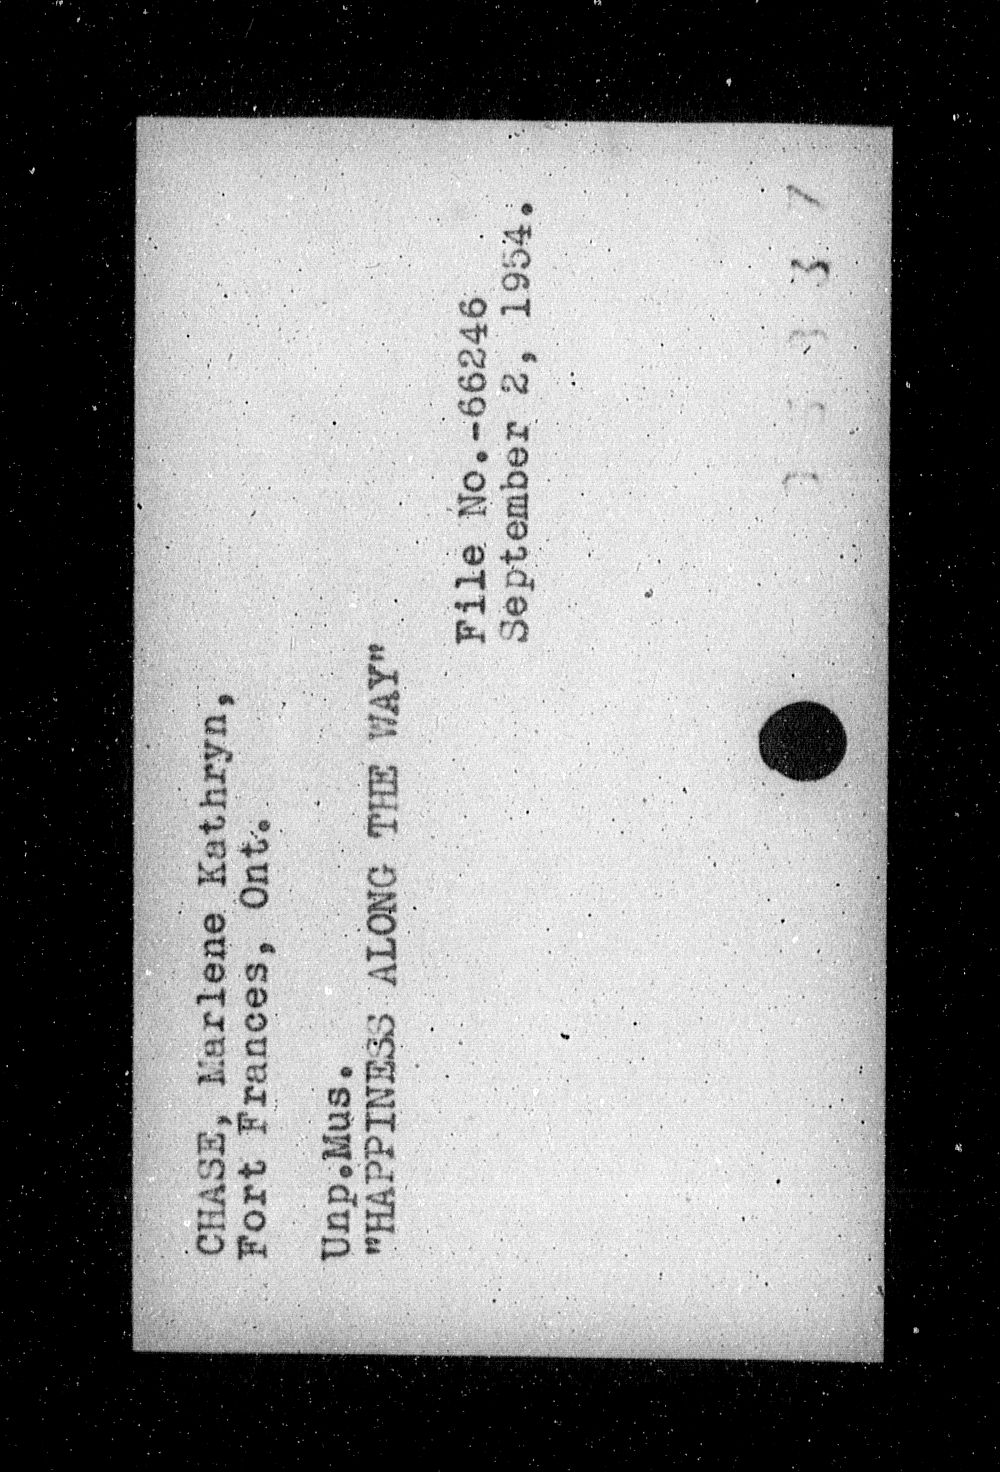 CHASE, Marlene Kathryn,
Fort Frances, Ont.
Unp.Mus.
"HAPPINESS ALONG THE WAY"
File No.-66246
September 2, 1954.